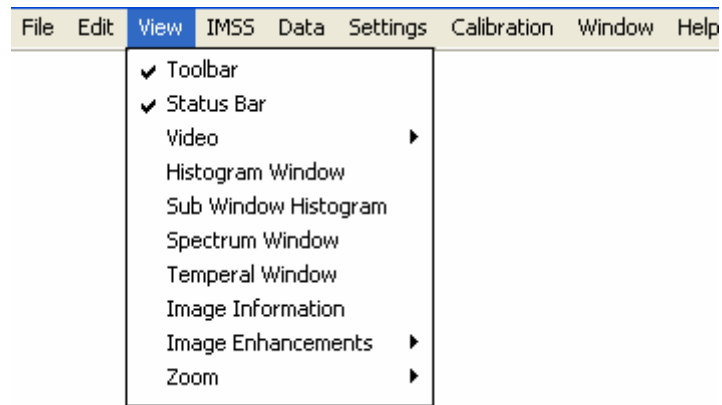 File Edit View IMSS Data Settings Calibration Window Help
Toolbar
Status Bar
Video
Histogram Window
Sub Window Histogram
Spectrum Window
Temperal Window
Image Information
Image Enhancements
Zoom